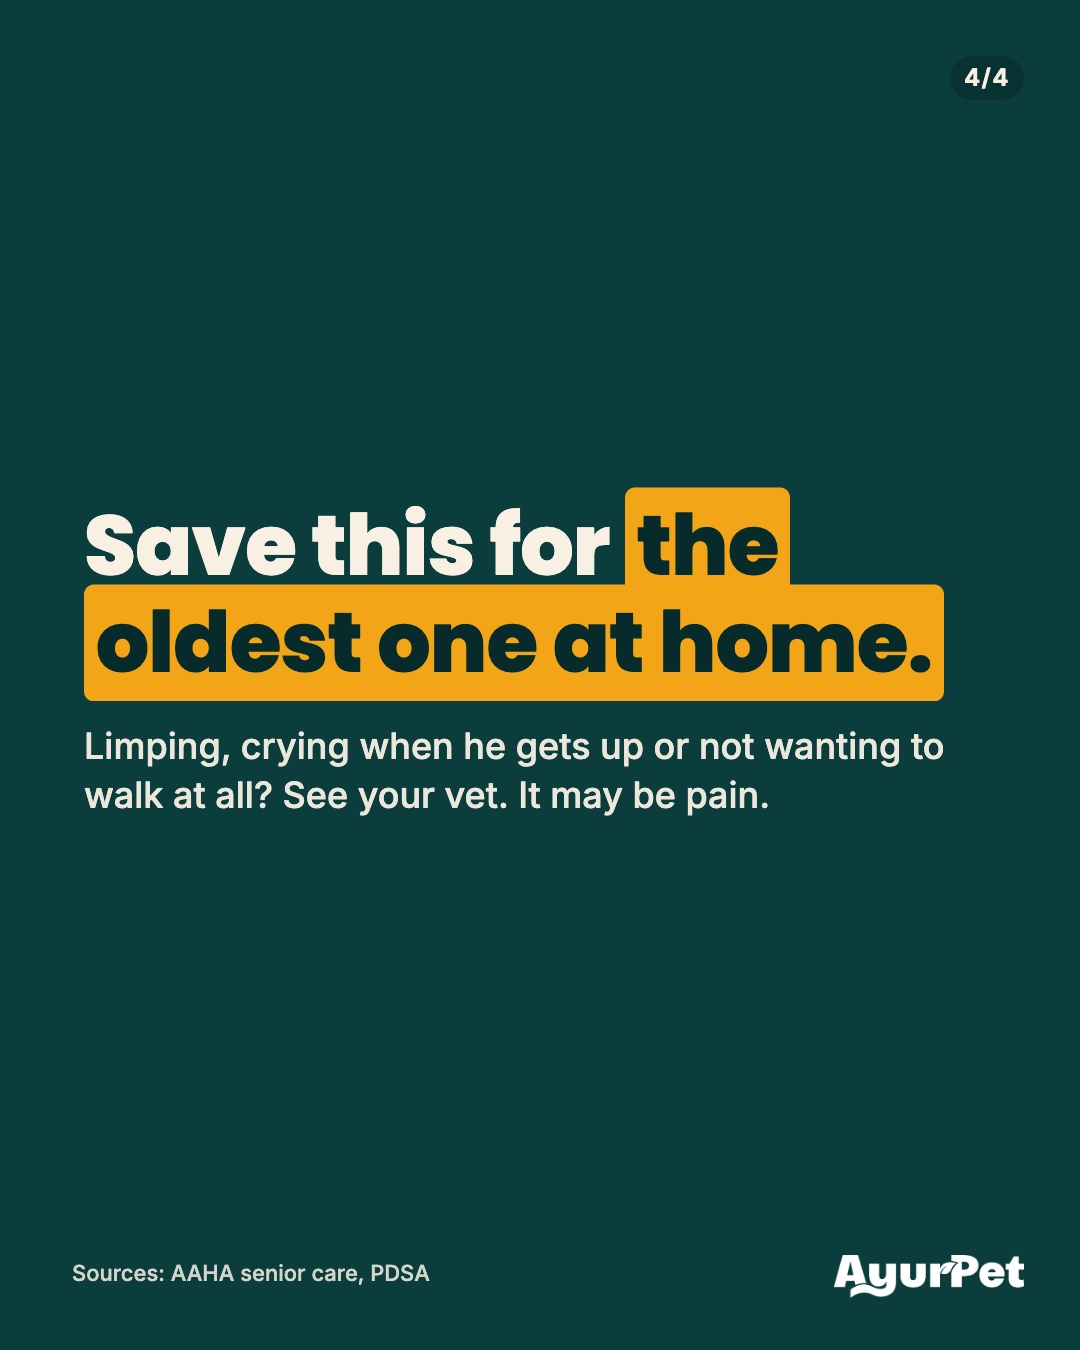 4/4
Save this for the
oldest one at home.
Limping, crying when he gets up or not wanting to
walk at all? See your vet. It may be pain.
Sources: AAHA senior care, PDSA
AyurPet